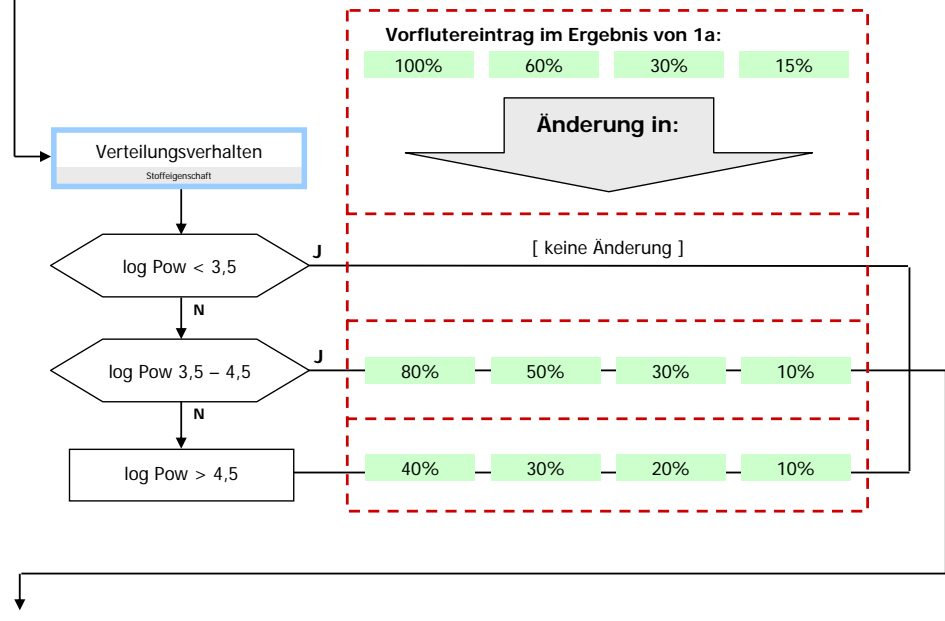 Vorflutereintrag im Ergebnis von 1a:
100% 60% 30% 15%
Änderung in:
Verteilungsverhalten
Stoffeigenschaft
log Pow < 3,5
J
[ keine Änderung ]
N
log Pow 3,5 – 4,5
J
80% 50% 30% 10%
N
log Pow > 4,5
40% 30% 20% 10%